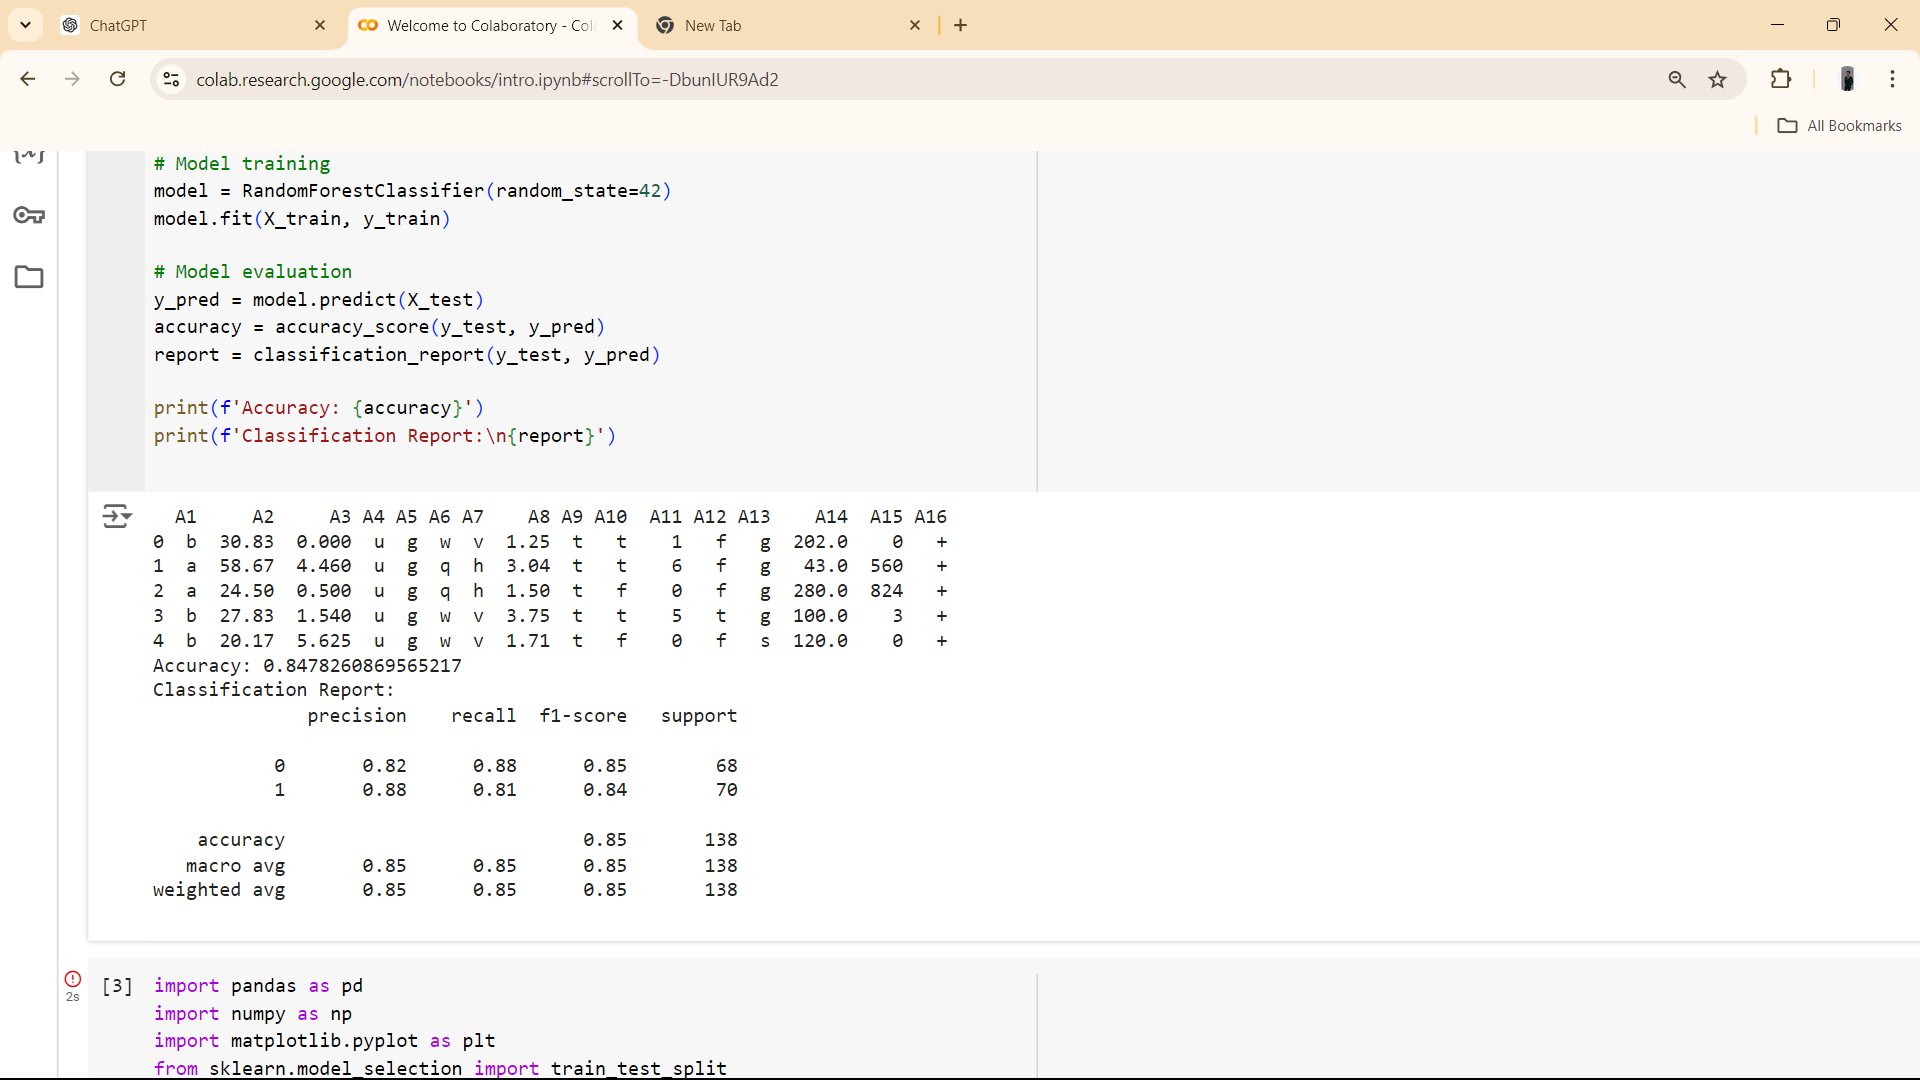 ChatGPT
Welcome to Colaboratory - Col
New Tab
colab.research.google.com/notebooks/intro.ipynb#scrollTo=-DbunIUR9Ad2
All Bookmarks
{x}
# Model training
model = RandomForestClassifier(random_state=42)
model.fit(X_train, y_train)
# Model evaluation
y_pred = model.predict(X_test)
accuracy = accuracy_score(y_test, y_pred)
report = classification_report(y_test, y_pred)
print(f'Accuracy: {accuracy}')
print(f'Classification Report:\n{report}')
A1 A2 A3 A4 A5 A6 A7 A8 A9 A10 A11 A12 A13 A14 A15 A16
0 b 30.83 0.000 u g w v 1.25 t t 1 f g 202.0 0 +
1 a 58.67 4.460 u g q h 3.04 t t 6 f g 43.0 560 +
2 a 24.50 0.500 u g q h 1.50 t f 0 f g 280.0 824 +
3 b 27.83 1.540 u g w v 3.75 t t 5 t g 100.0 3 +
4 b 20.17 5.625 u g w v 1.71 t f 0 f s 120.0 0 +
Accuracy: 0.8478260869565217
Classification Report:
precision recall f1-score support
0 0.82 0.88 0.85 68
1 0.88 0.81 0.84 70
accuracy 0.85 138
macro avg 0.85 0.85 0.85 138
weighted avg 0.85 0.85 0.85 138
[3] import pandas as pd
2s
import numpy as np
import matplotlib.pyplot as plt
from sklearn.model_selection import train_test_split